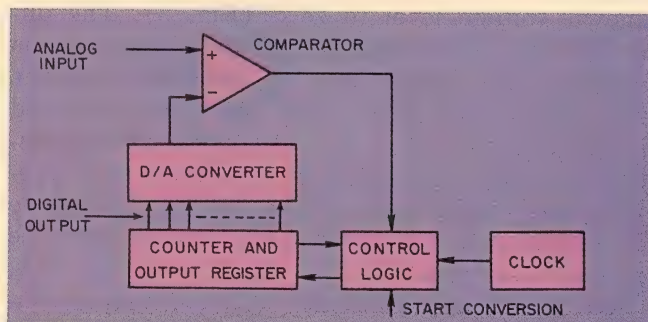 ANALOG
INPUT
+
−
COMPARATOR
D/A CONVERTER
DIGITAL
OUTPUT
COUNTER AND
OUTPUT REGISTER
CONTROL
LOGIC
CLOCK
START CONVERSION